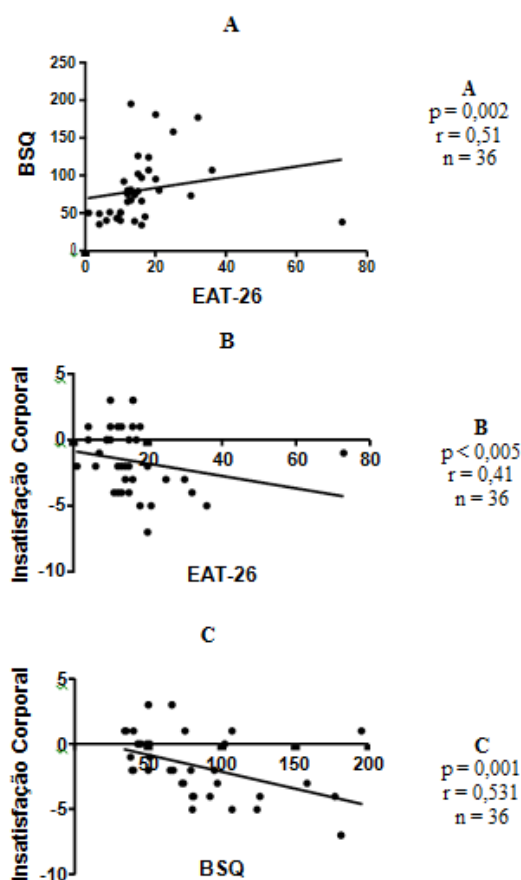 A
250
200
150
100
50
0
BSQ
0
20
40
60
80
EAT-26
A
p = 0,002
r = 0,51
n = 36
B
5
0
-5
-10
Insatisfação Corporal
20
40
60
80
EAT-26
B
p < 0,005
r = 0,41
n = 36
C
5
0
-5
-10
Insatisfação Corporal
50
100
150
200
BSQ
C
p = 0,001
r = 0,531
n = 36